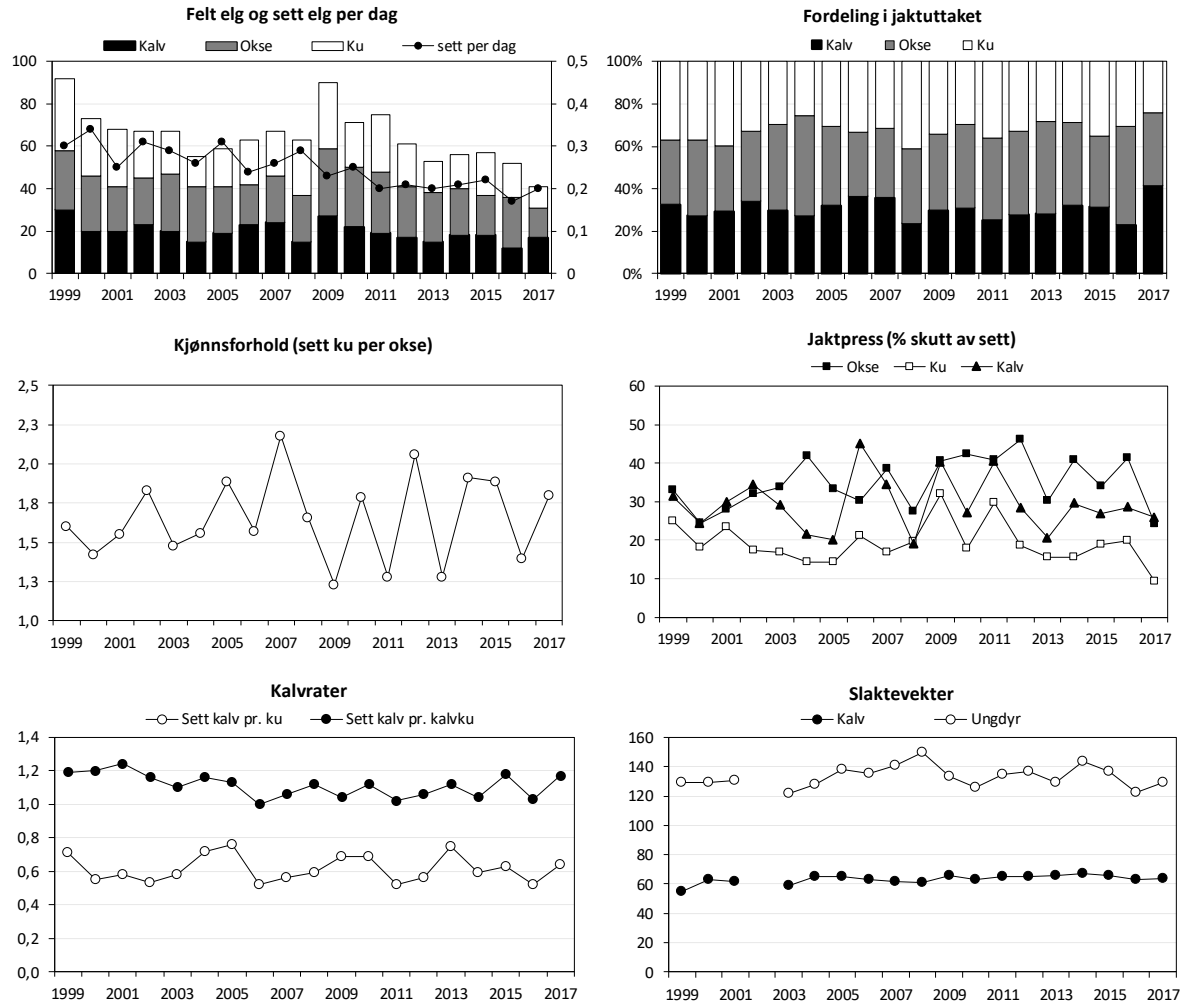 Felt elg og sett elg per dag
Kalv Okse Ku sett per dag
100 0,5
80 0,4
60 0,3
40 0,2
20 0,1
0 0
1999 2001 2003 2005 2007 2009 2011 2013 2015 2017
Fordeling i jaktuttaket
Kalv Okse Ku
100%
80%
60%
40%
20%
0%
1999 2001 2003 2005 2007 2009 2011 2013 2015 2017
Kjønnsforhold (sett ku per okse)
2,5
2,3
2,0
1,8
1,5
1,3
1,0
1999 2001 2003 2005 2007 2009 2011 2013 2015 2017
Jaktpress (% skutt av sett)
Okse Ku Kalv
60
50
40
30
20
10
0
1999 2001 2003 2005 2007 2009 2011 2013 2015 2017
Kalvrater
Sett kalv pr. ku Sett kalv pr. kalvku
1,4
1,2
1,0
0,8
0,6
0,4
0,2
0,0
1999 2001 2003 2005 2007 2009 2011 2013 2015 2017
Slaktevekter
Kalv Ungdyr
160
140
120
100
80
60
40
20
0
1999 2001 2003 2005 2007 2009 2011 2013 2015 2017